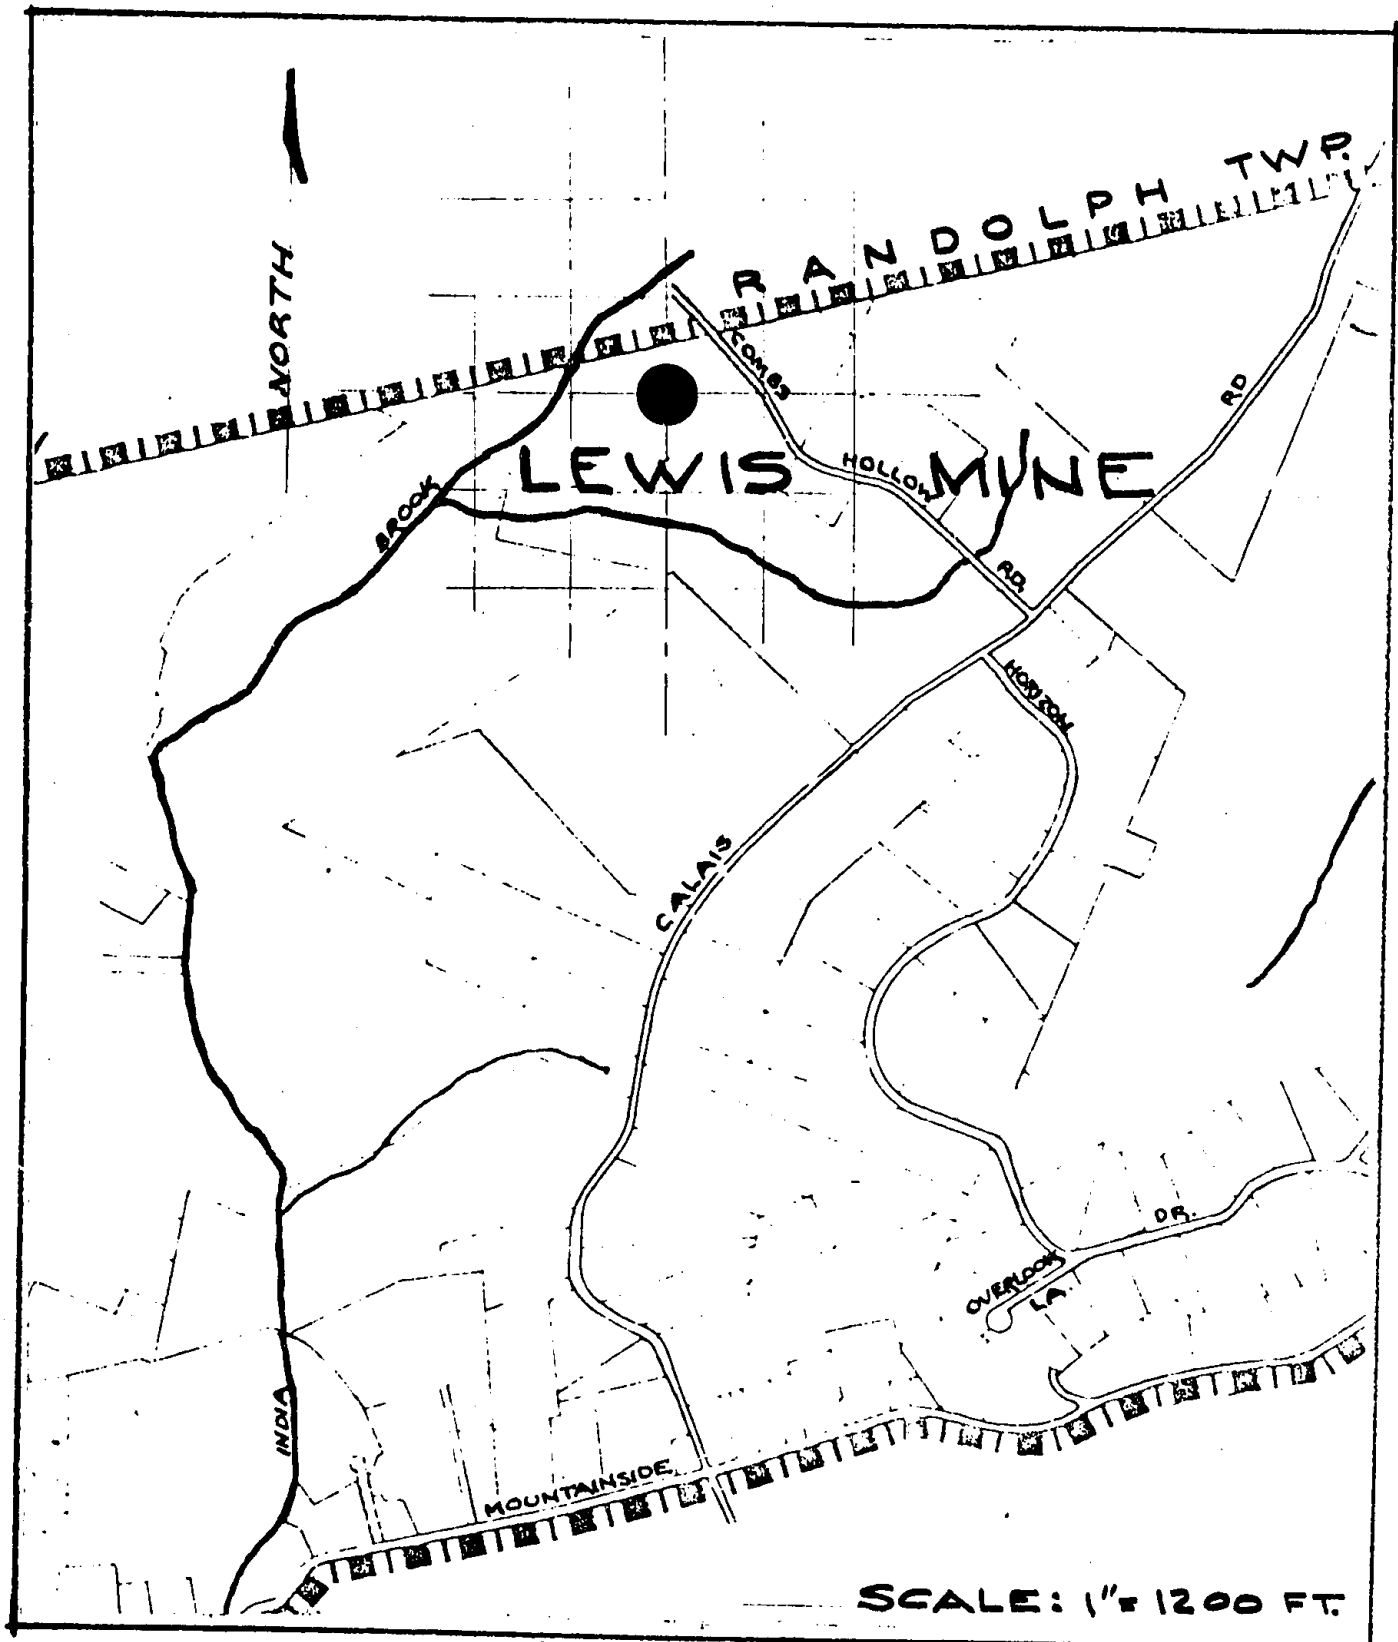 RANDOLPH TWP.
NORTH
COMBS
HOLLOW
RD.
RD
LEWIS MINE
BROOK
HORIZON
CALAIS
DR.
OVERLOOK
LA.
INDIA
MOUNTAINSIDE
SCALE: 1"= 1200 FT.